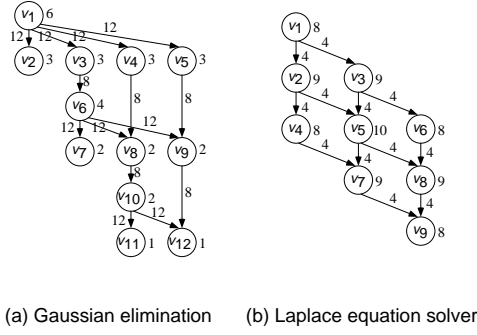 v1 6
12 12 12 12
v2 3 v3 3 v4 3 v5 3
8 8 8
v6 4
12 12 12
v7 2 v8 2 v9 2
8 8
v10 2
12 12
v11 1 v12 1
(a) Gaussian elimination
v1 8
4 4
v2 9 v3 9
4 4 4 4
v4 8 v5 10 v6 8
4 4 4 4
v7 9 v8 9
4 4
v9 8
(b) Laplace equation solver